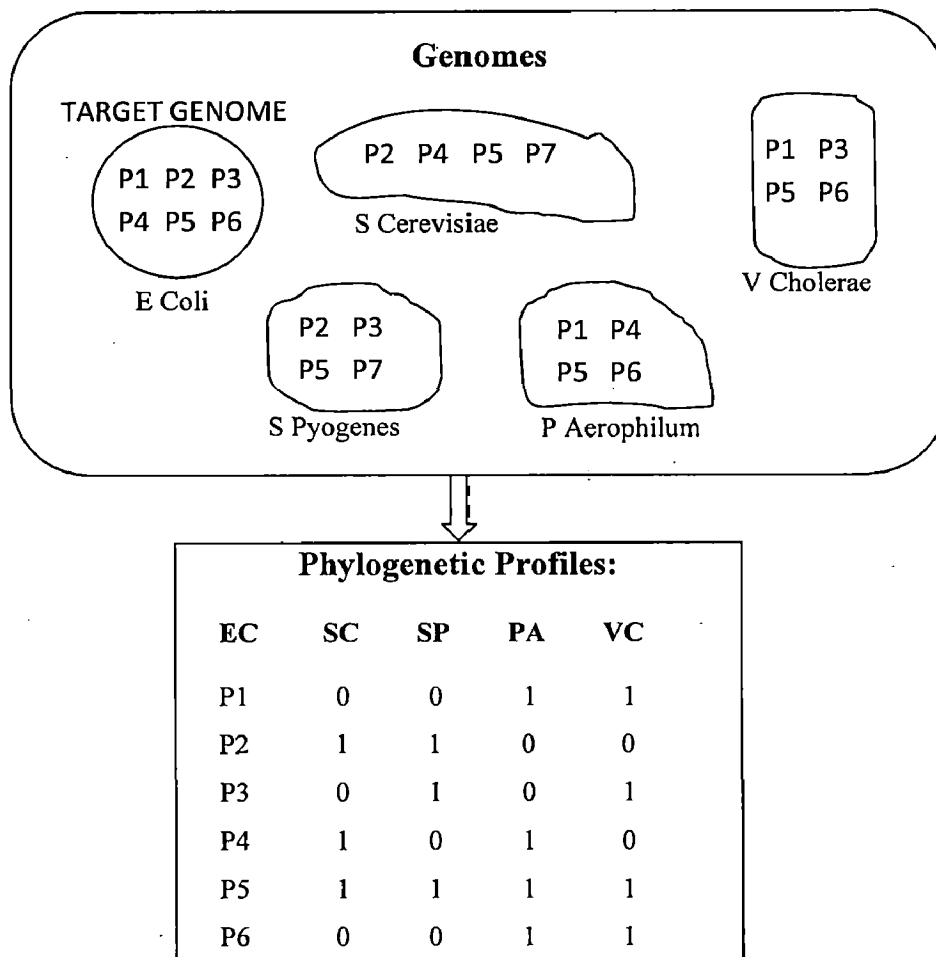 Genomes
TARGET GENOME
P1 P2 P3
P4 P5 P6
E Coli
P2 P4 P5 P7
S Cerevisiae
P1 P3
P5 P6
V Cholerae
P2 P3
P5 P7
S Pyogenes
P1 P4
P5 P6
P Aerophilum
Phylogenetic Profiles:
EC SC SP PA VC
P1 0 0 1 1
P2 1 1 0 0
P3 0 1 0 1
P4 1 0 1 0
P5 1 1 1 1
P6 0 0 1 1